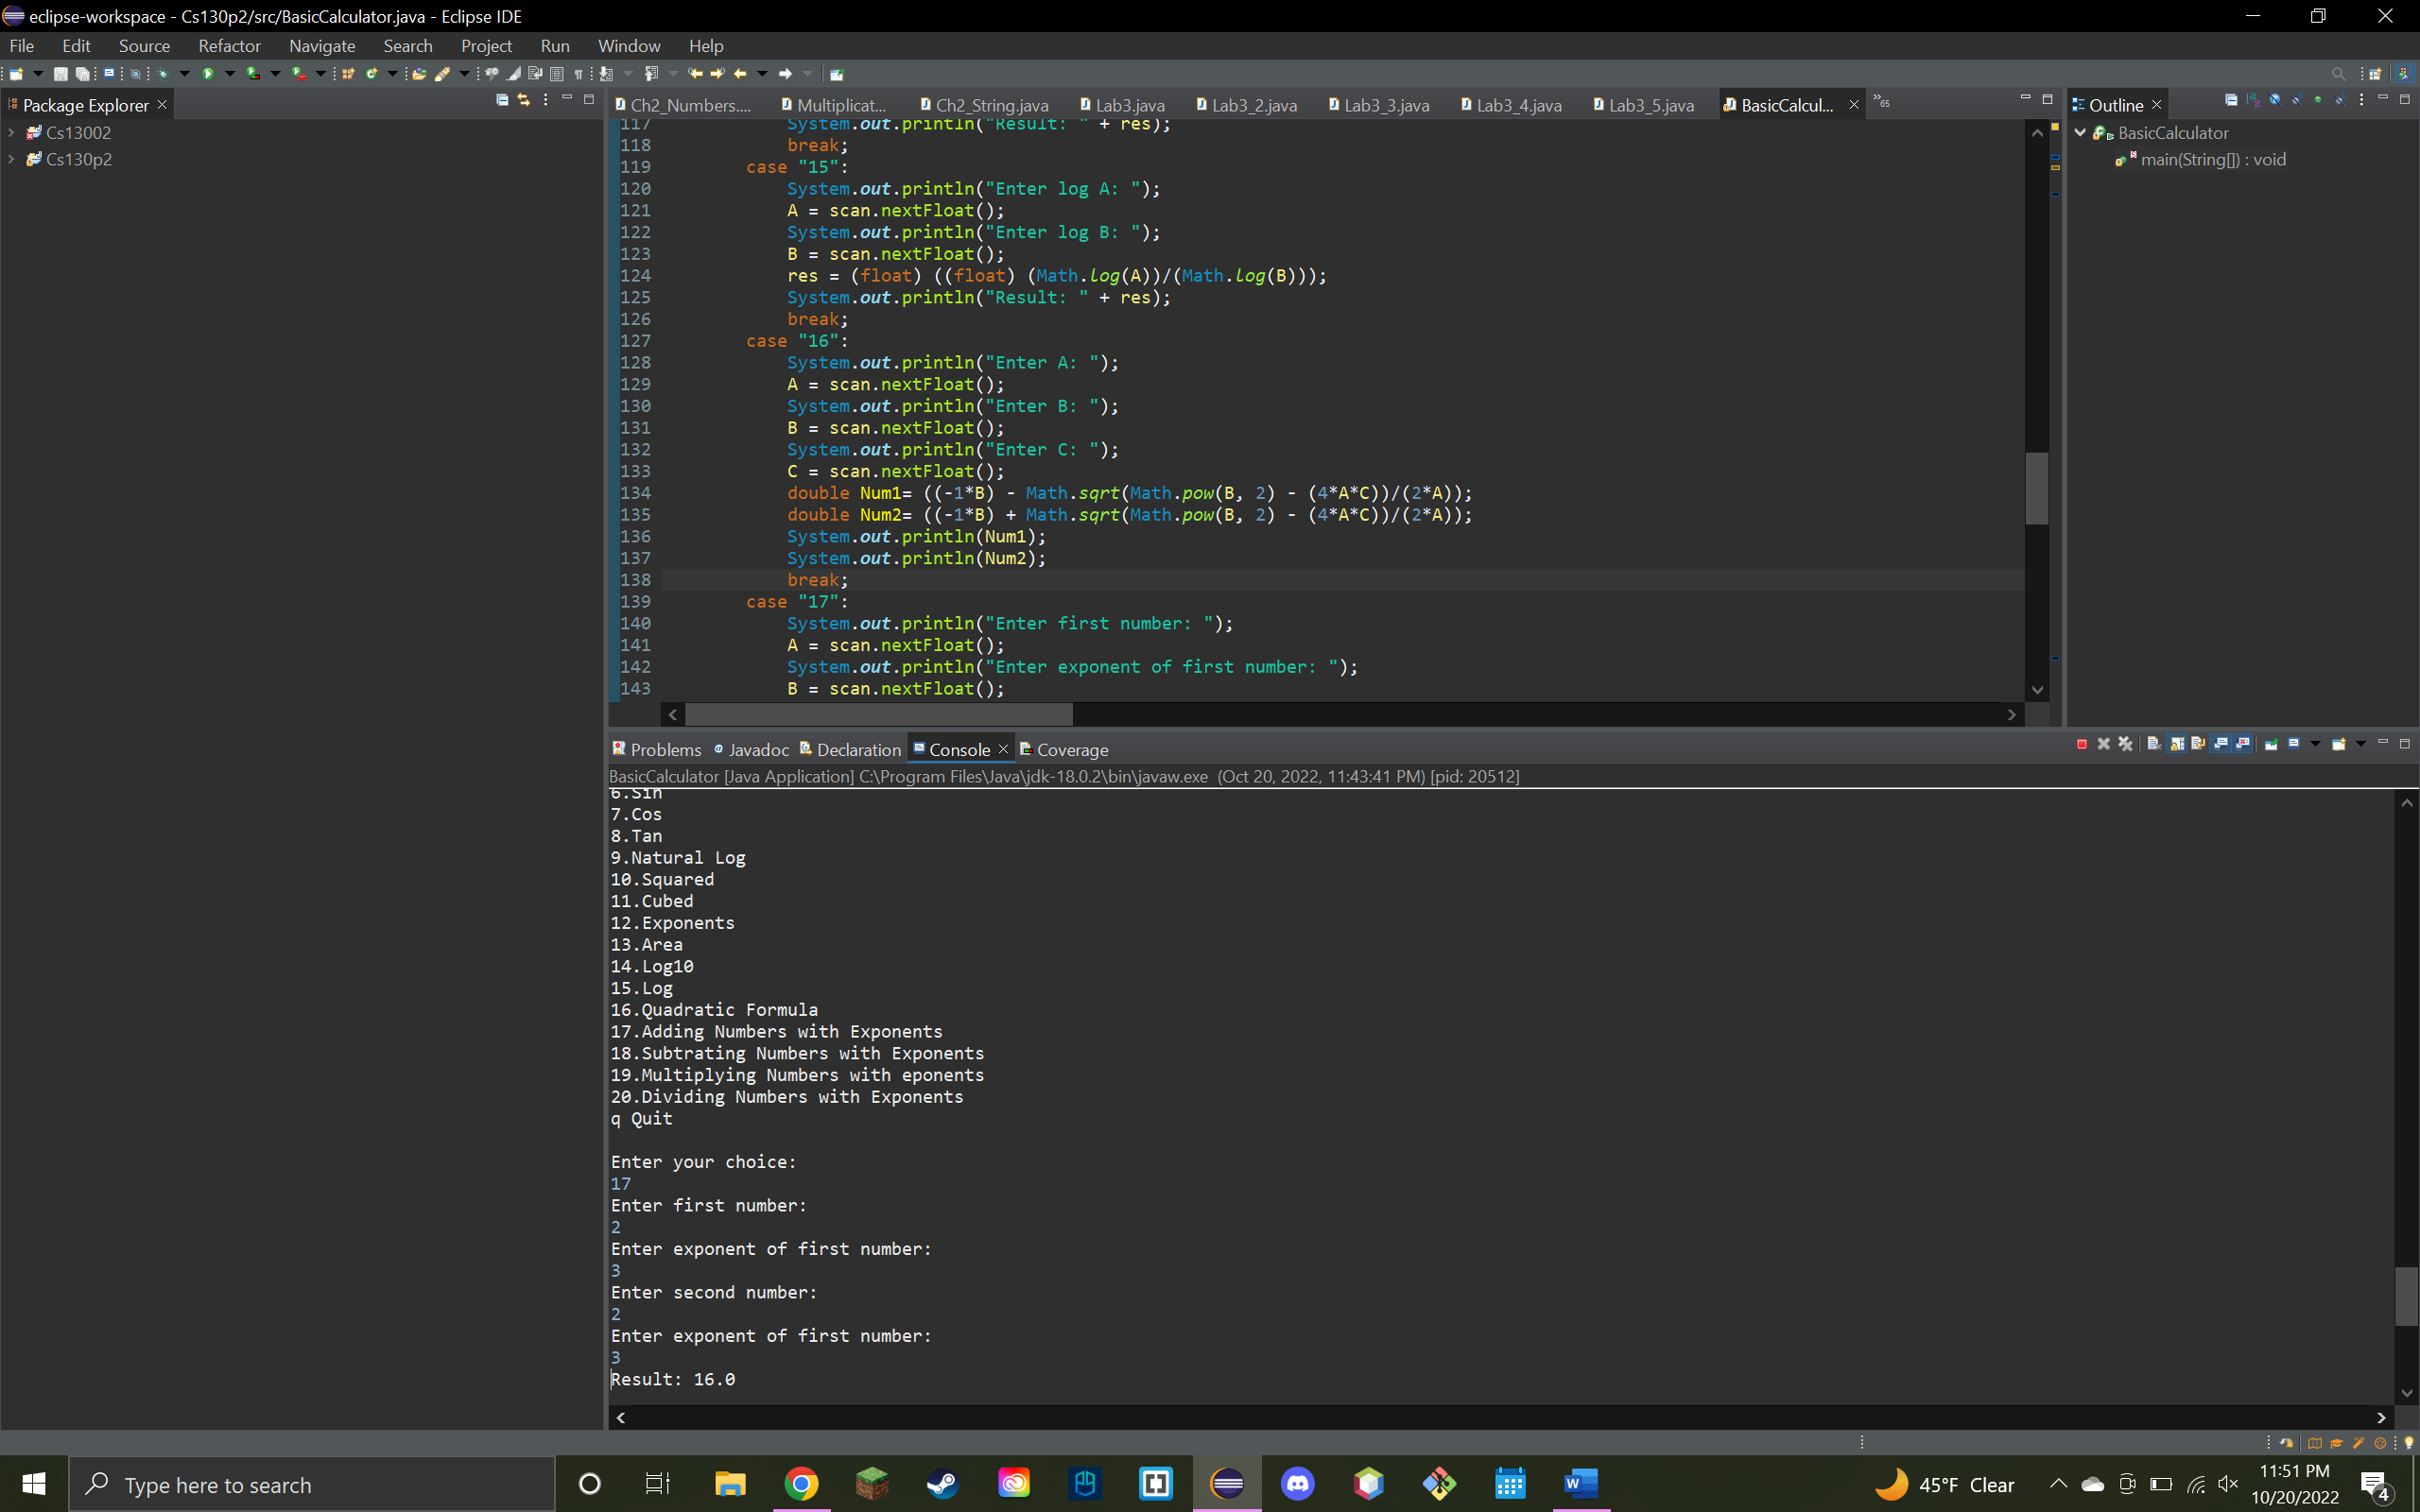 eclipse-workspace - Cs130p2/src/BasicCalculator.java - Eclipse IDE
File Edit Source Refactor Navigate Search Project Run Window Help
Package Explorer
Cs13002
Cs130p2
Ch2_Numbers.... Multiplicat... Ch2_String.java Lab3.java Lab3_2.java Lab3_3.java Lab3_4.java Lab3_5.java BasicCalcul... 65
117 System.out.println("Result: " + res);
118 break;
119 case "15":
120 System.out.println("Enter log A: ");
121 A = scan.nextFloat();
122 System.out.println("Enter log B: ");
123 B = scan.nextFloat();
124 res = (float) ((float) (Math.log(A))/(Math.log(B)));
125 System.out.println("Result: " + res);
126 break;
127 case "16":
128 System.out.println("Enter A: ");
129 A = scan.nextFloat();
130 System.out.println("Enter B: ");
131 B = scan.nextFloat();
132 System.out.println("Enter C: ");
133 C = scan.nextFloat();
134 double Num1= ((-1*B) - Math.sqrt(Math.pow(B, 2) - (4*A*C))/(2*A));
135 double Num2= ((-1*B) + Math.sqrt(Math.pow(B, 2) - (4*A*C))/(2*A));
136 System.out.println(Num1);
137 System.out.println(Num2);
138 break;
139 case "17":
140 System.out.println("Enter first number: ");
141 A = scan.nextFloat();
142 System.out.println("Enter exponent of first number: ");
143 B = scan.nextFloat();
Outline
BasicCalculator
main(String[]) : void
Problems Javadoc Declaration Console Coverage
BasicCalculator [Java Application] C:\Program Files\Java\jdk-18.0.2\bin\javaw.exe (Oct 20, 2022, 11:43:41 PM) [pid: 20512]
6.Sin
7.Cos
8.Tan
9.Natural Log
10.Squared
11.Cubed
12.Exponents
13.Area
14.Log10
15.Log
16.Quadratic Formula
17.Adding Numbers with Exponents
18.Subtrating Numbers with Exponents
19.Multiplying Numbers with eponents
20.Dividing Numbers with Exponents
q Quit
Enter your choice:
17
Enter first number:
2
Enter exponent of first number:
3
Enter second number:
2
Enter exponent of first number:
3
Result: 16.0
Type here to search
45°F Clear
11:51 PM
10/20/2022
4